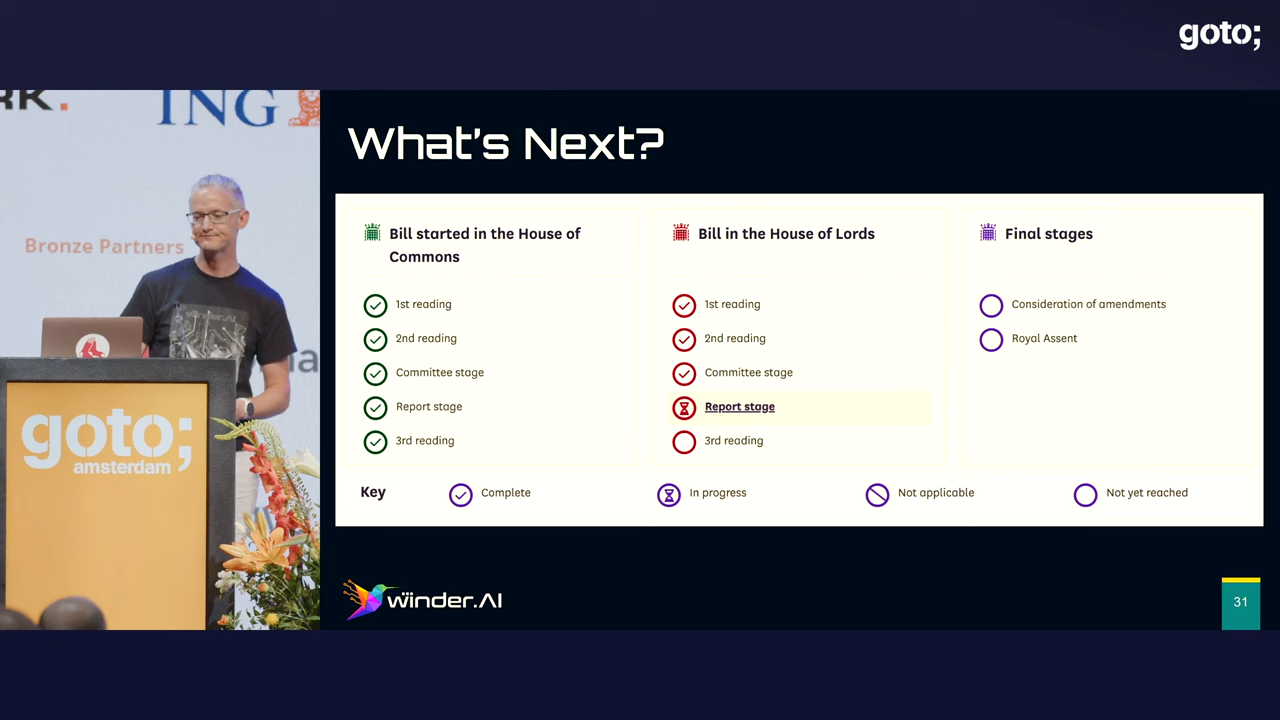 goto;
RK.
ING
Bronze Partners
goto;
amsterdam
What's Next?
Bill started in the House of
Commons
1st reading
2nd reading
Committee stage
Report stage
3rd reading
Bill in the House of Lords
1st reading
2nd reading
Committee stage
Report stage
3rd reading
Final stages
Consideration of amendments
Royal Assent
Key
Complete
In progress
Not applicable
Not yet reached
winder.AI
31